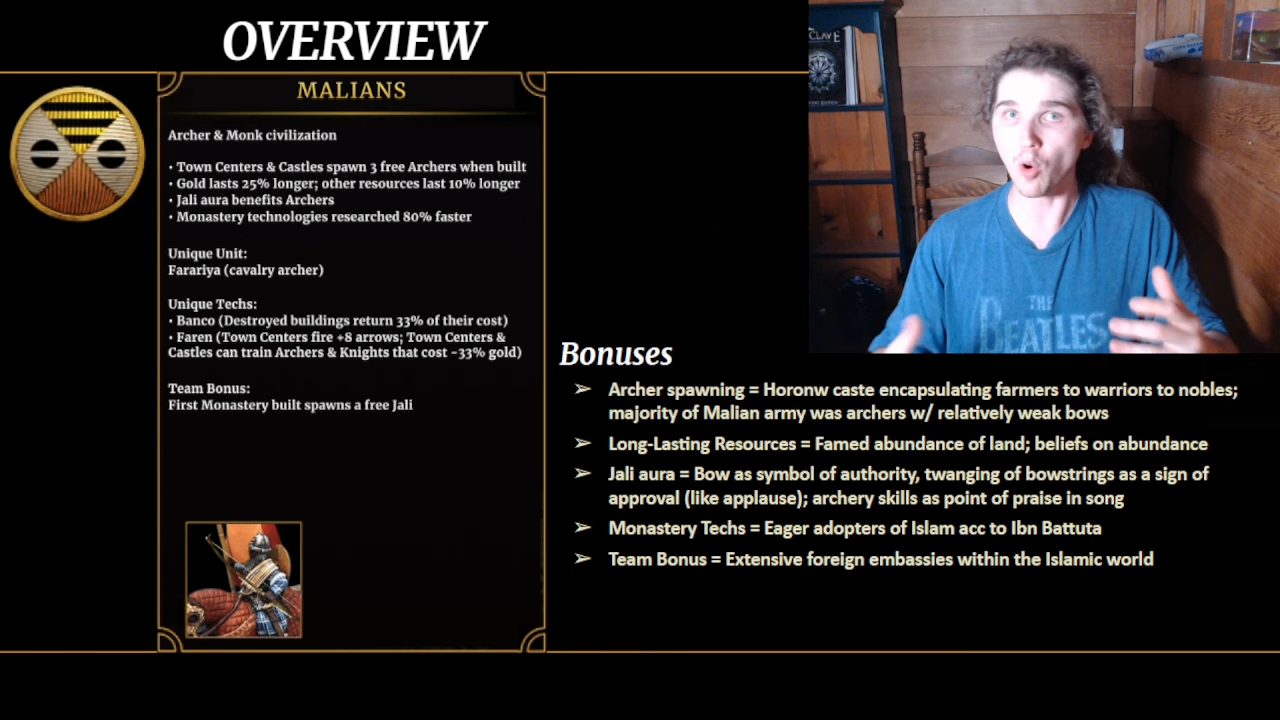 OVERVIEW
MALIANS
Archer & Monk civilization
• Town Centers & Castles spawn 3 free Archers when built
• Gold lasts 25% longer; other resources last 10% longer
• Jali aura benefits Archers
• Monastery technologies researched 80% faster
Unique Unit:
Farariya (cavalry archer)
Unique Techs:
• Banco (Destroyed buildings return 33% of their cost)
• Faren (Town Centers fire +8 arrows; Town Centers &
Castles can train Archers & Knights that cost -33% gold)
Team Bonus:
First Monastery built spawns a free Jali
THE
BEATLES
Bonuses
➢ Archer spawning = Horonw caste encapsulating farmers to warriors to nobles;
majority of Malian army was archers w/ relatively weak bows
➢ Long-Lasting Resources = Famed abundance of land; beliefs on abundance
➢ Jali aura = Bow as symbol of authority, twanging of bowstrings as a sign of
approval (like applause); archery skills as point of praise in song
➢ Monastery Techs = Eager adopters of Islam acc to Ibn Battuta
➢ Team Bonus = Extensive foreign embassies within the Islamic world